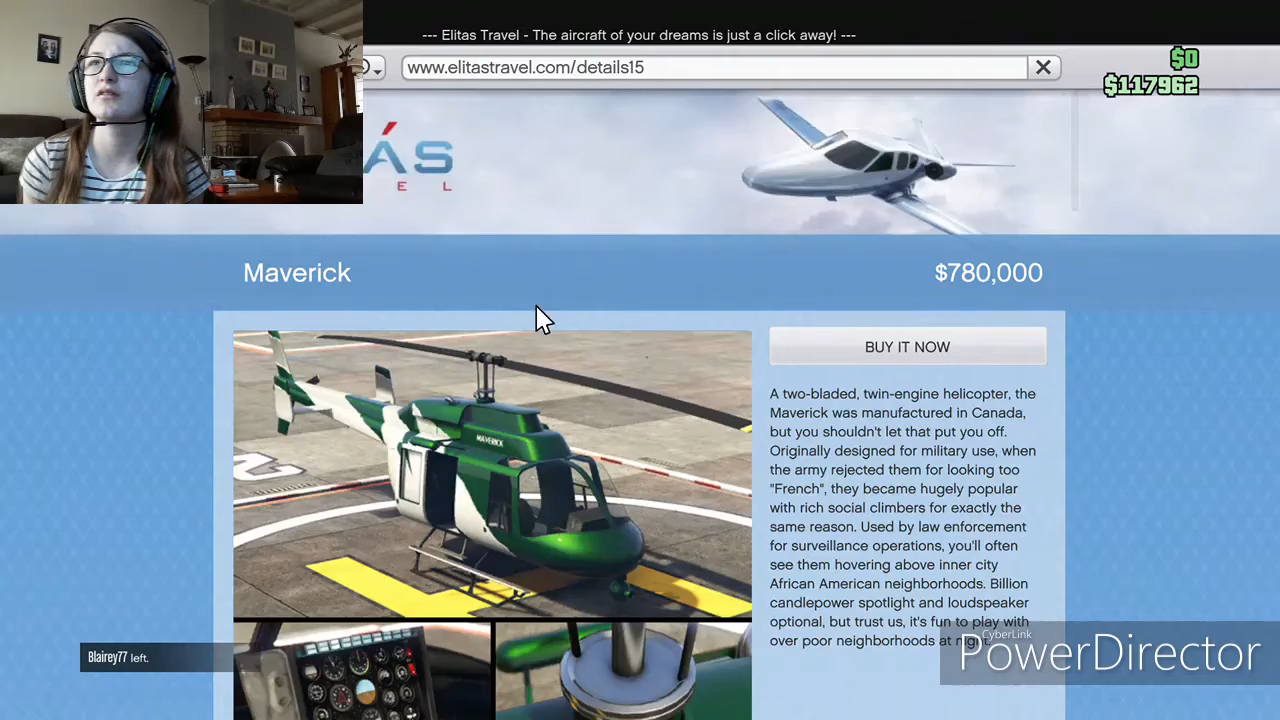 --- Elitas Travel - The aircraft of your dreams is just a click away! ---
www.elitastravel.com/details15
$0
$117962
ÁS
E L
Maverick
$780,000
BUY IT NOW
MAVERICK
A two-bladed, twin-engine helicopter, the
Maverick was manufactured in Canada,
but you shouldn't let that put you off.
Originally designed for military use, when
the army rejected them for looking too
"French", they became hugely popular
with rich social climbers for exactly the
same reason. Used by law enforcement
for surveillance operations, you'll often
see them hovering above inner city
African American neighborhoods. Billion
candlepower spotlight and loudspeaker
optional, but trust us, it's fun to play with
over poor neighborhoods at night.
Blairey77 left.
CyberLink
PowerDirector